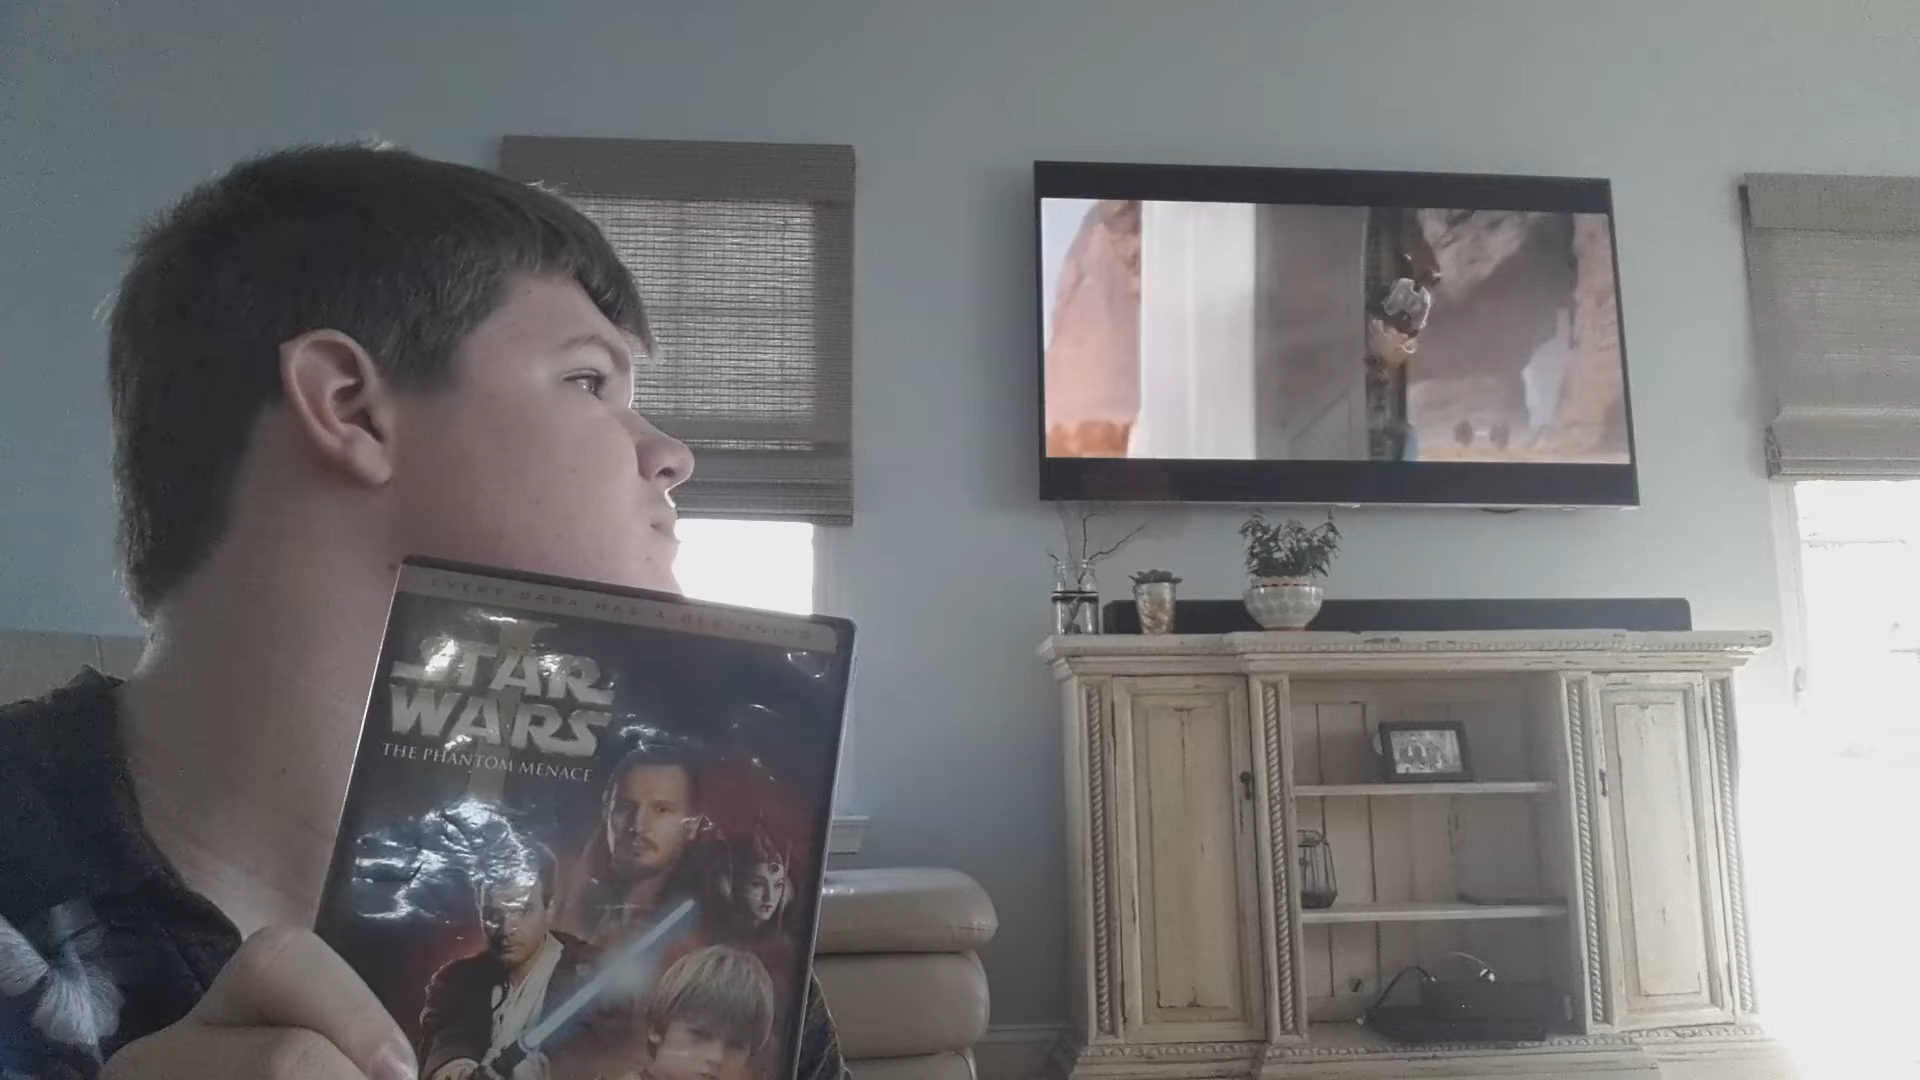 EVERY SAGA HAS A BEGINNING
I
STAR
WARS
THE PHANTOM MENACE